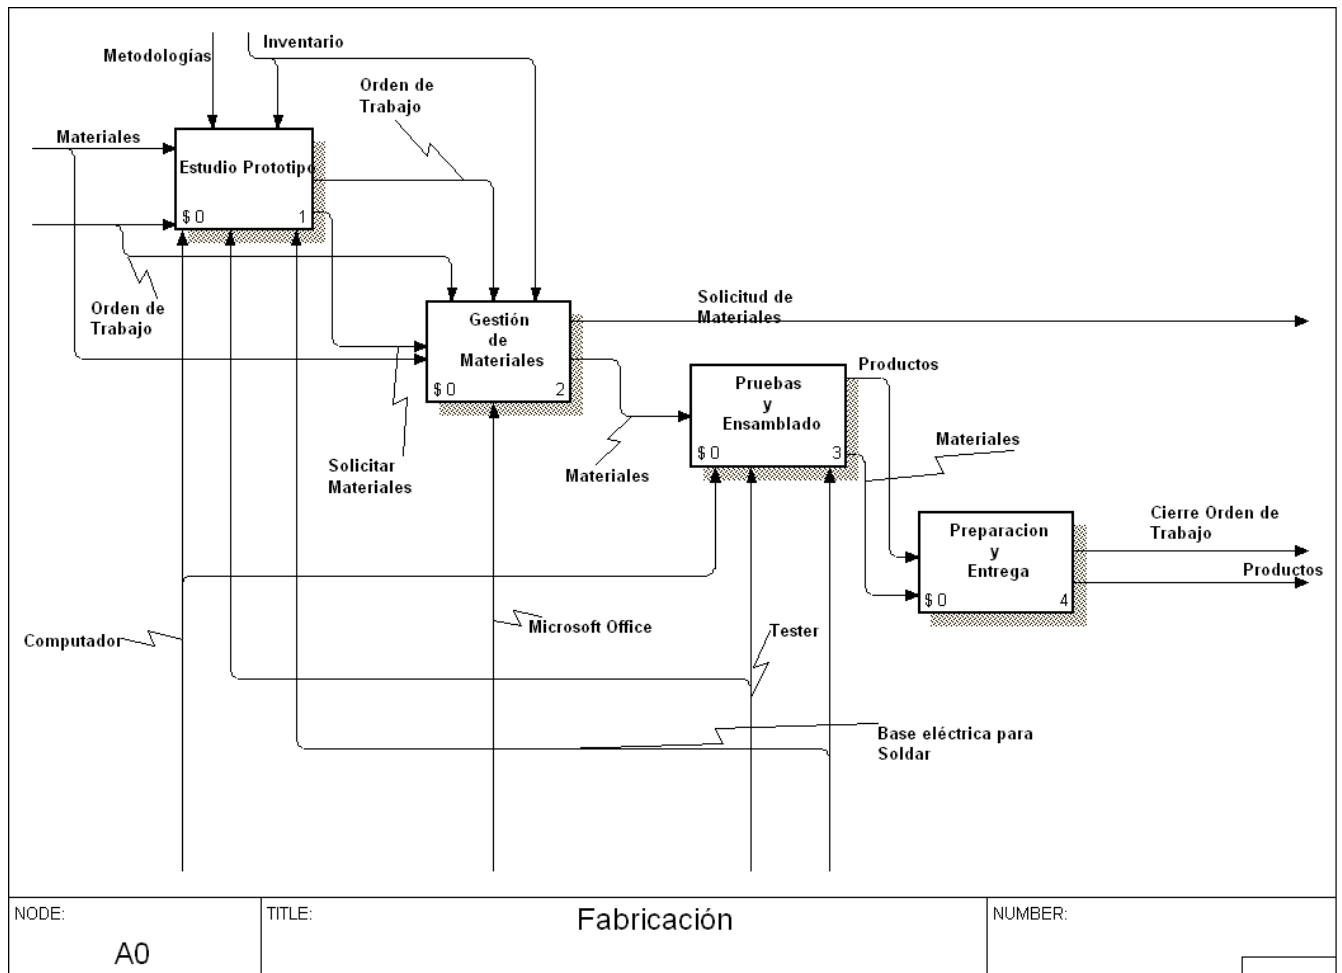 Inventario
Metodologías
Orden de
Trabajo
Materiales
Estudio Prototipo
$ 0 1
Orden de
Trabajo
Solicitud de
Materiales
Gestión
de
Materiales
$ 0 2
Productos
Pruebas
y
Ensamblado
$ 0 3
Solicitar
Materiales
Materiales
Materiales
Cierre Orden de
Trabajo
Preparacion
y
Entrega
$ 0 4
Productos
Computador
Microsoft Office
Tester
Base eléctrica para
Soldar
NODE:
A0
TITLE:
Fabricación
NUMBER: